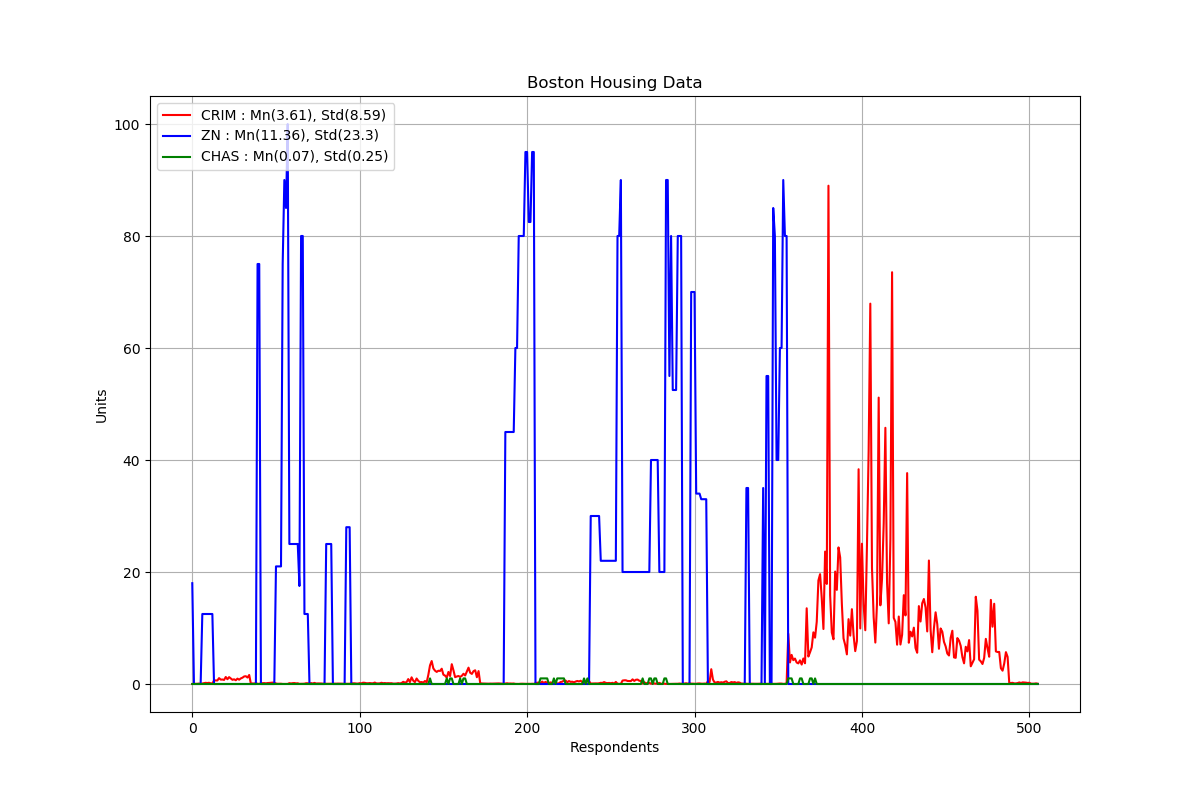 Boston Housing Data
CRIM : Mn(3.61), Std(8.59)
ZN : Mn(11.36), Std(23.3)
CHAS : Mn(0.07), Std(0.25)
100
80
60
40
20
0
Units
0 100 200 300 400 500
Respondents